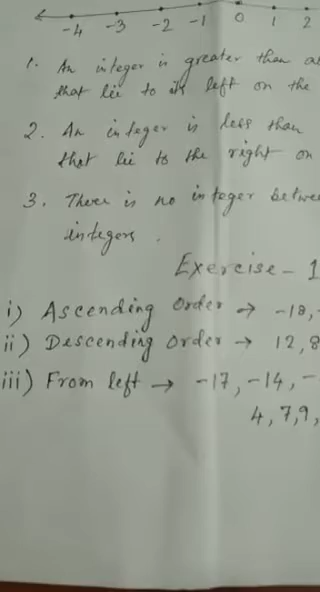 -4 -3 -2 -1 0 1 2
1. An integer is greater than
that lie to its left on the
2. An integer is less than
that lie to the right on
3. There is no integer
integers.
Exercise - 1
i) Ascending Order → -18,
ii) Descending Order → 12, 8
iii) From left → -17, -14, -
4, 7, 9,